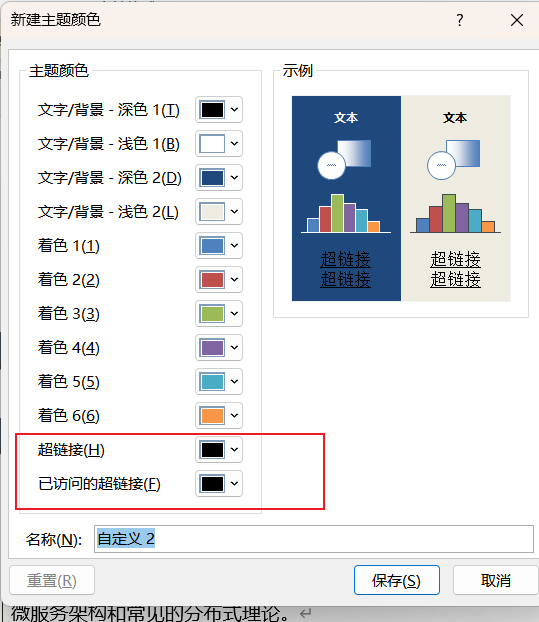 新建主题颜色
主题颜色
文字/背景 - 深色 1(T)
文字/背景 - 浅色 1(B)
文字/背景 - 深色 2(D)
文字/背景 - 浅色 2(L)
着色 1(1)
着色 2(2)
着色 3(3)
着色 4(4)
着色 5(5)
着色 6(6)
超链接(H)
已访问的超链接(F)
示例
文本 文本
超链接 超链接
超链接 超链接
名称(N): 自定义 2
重置(R) 保存(S) 取消
微服务架构和常见的分布式理论。